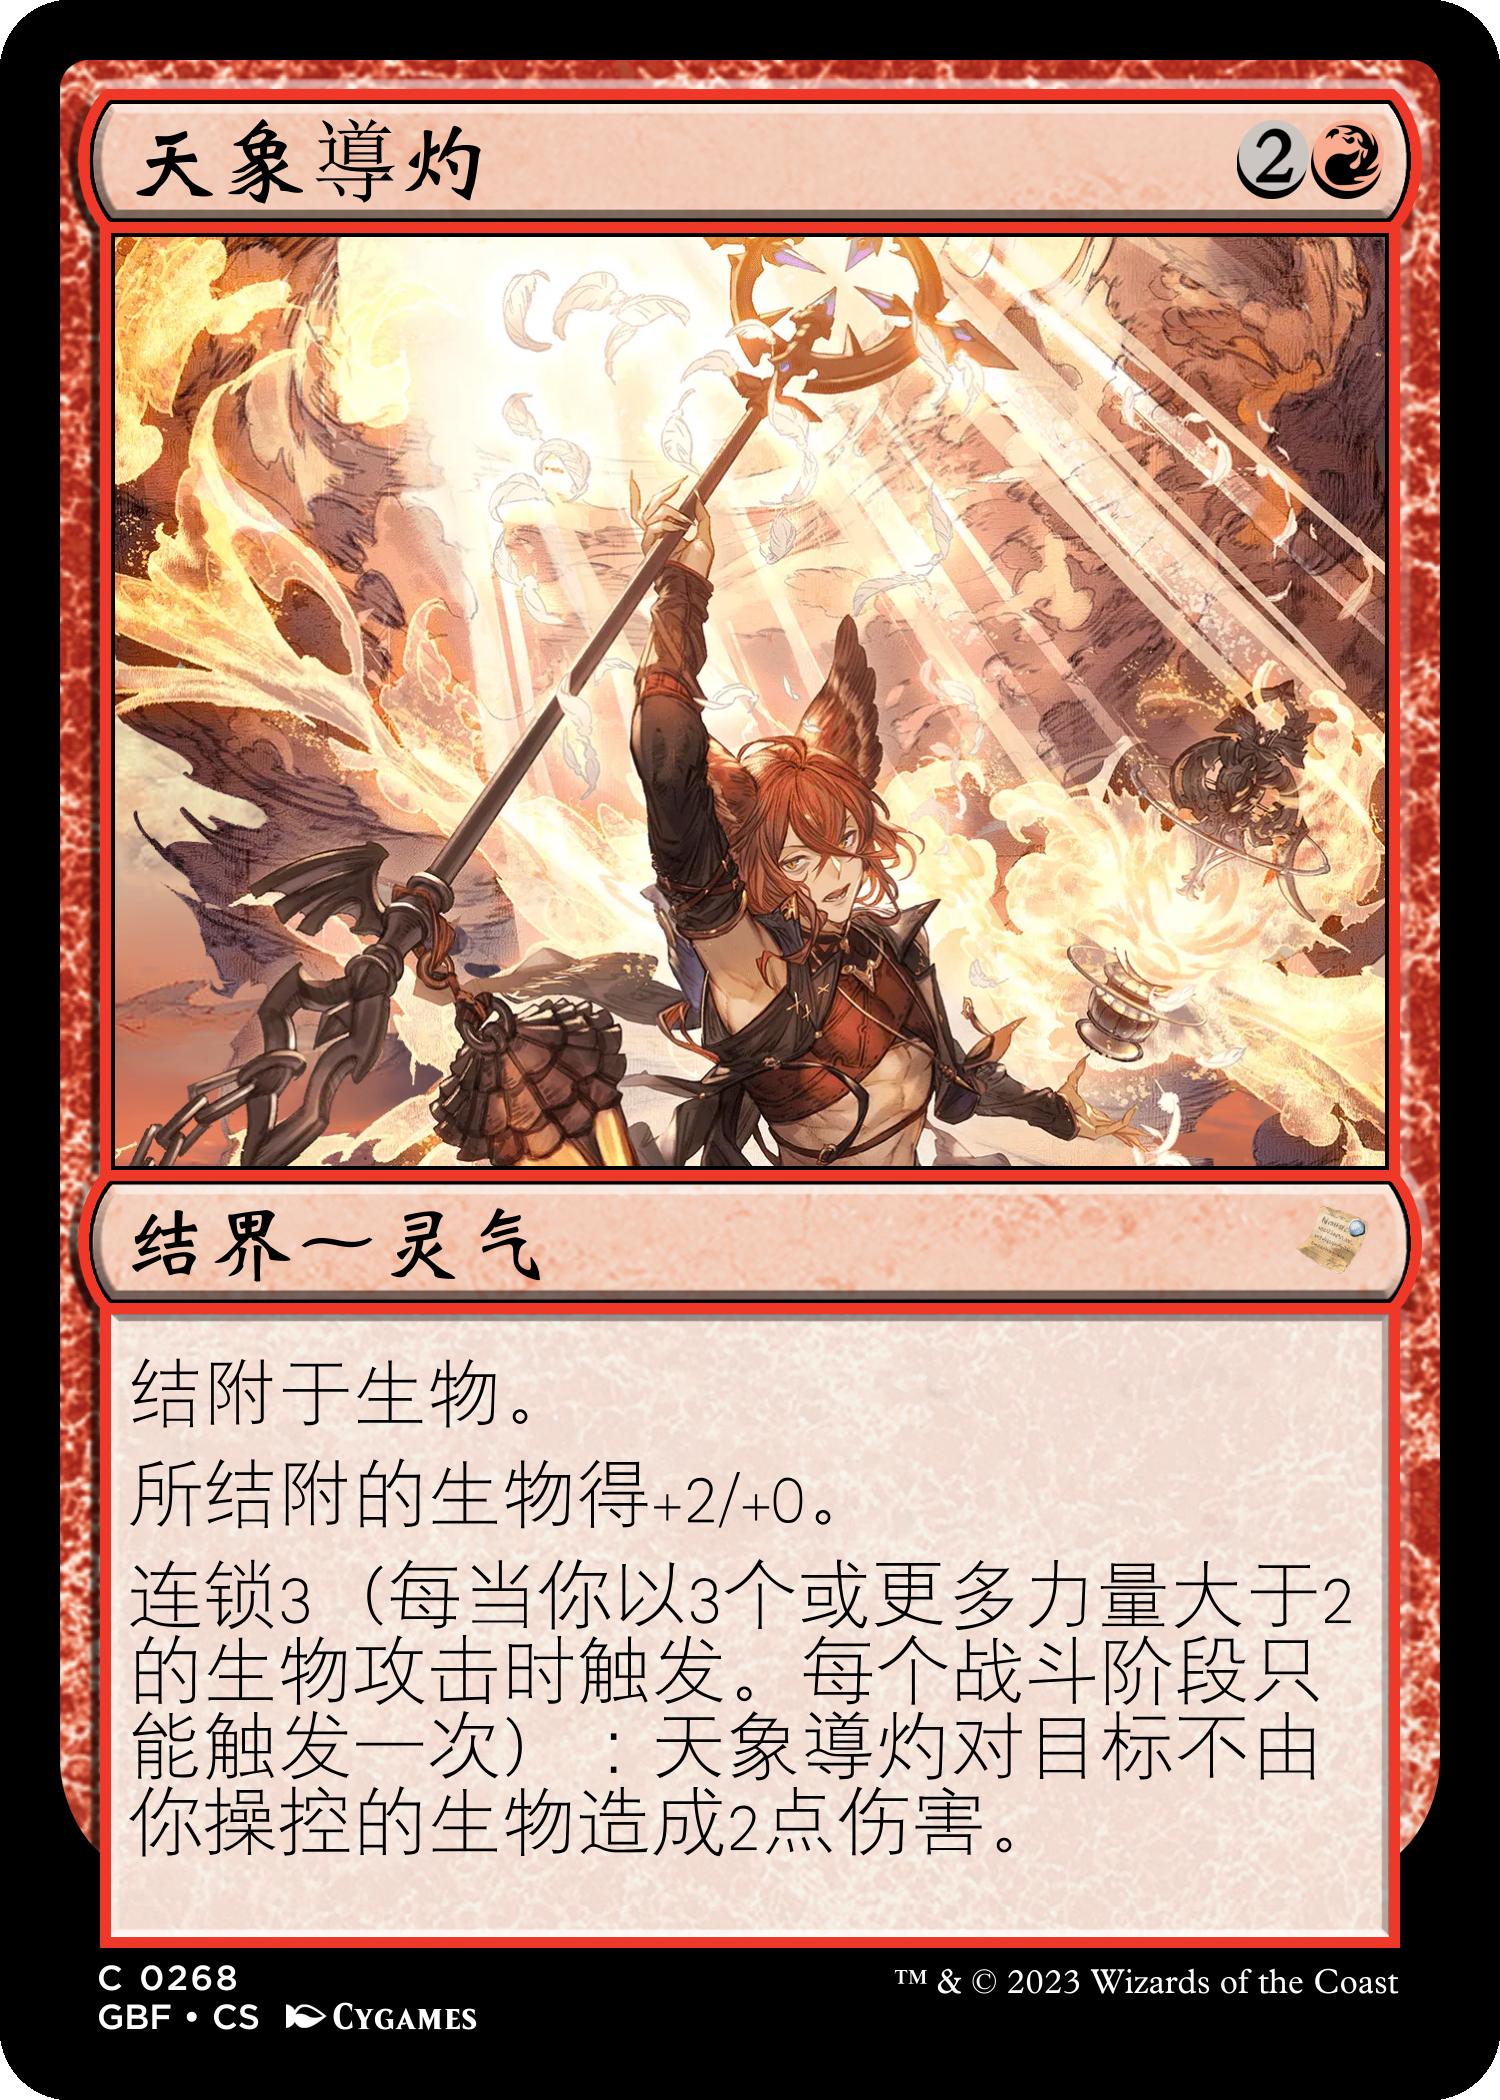 天象導灼 2
结界～灵气
结附于生物。
所结附的生物得+2/+0。
连锁3（每当你以3个或更多力量大于2
的生物攻击时触发。每个战斗阶段只
能触发一次）：天象導灼对目标不由
你操控的生物造成2点伤害。
C 0268
™ & © 2023 Wizards of the Coast
GBF • CS CYGAMES